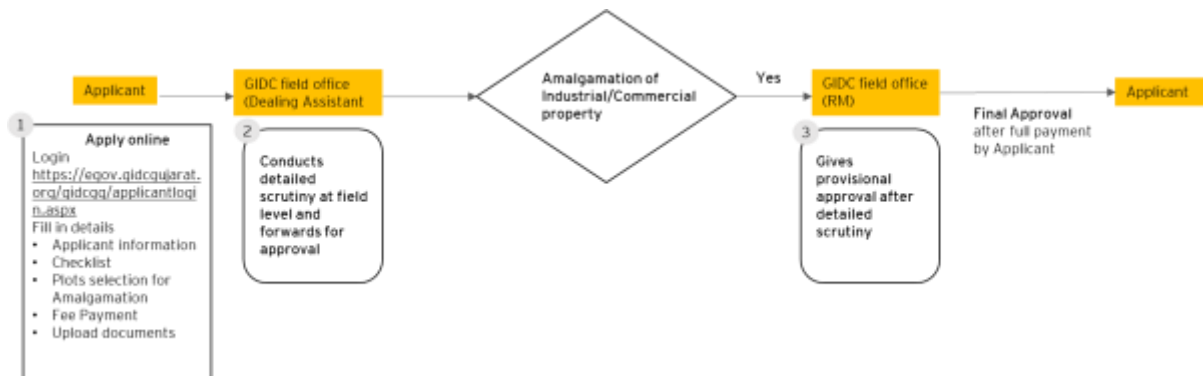 Applicant
GIDC field office
(Dealing Assistant
Amalgamation of
Industrial/Commercial
property
Yes
GIDC field office
(RM)
Final Approval
after full payment
by Applicant
Applicant
1
Apply online
Login
https://egov.gidcgujarat.
org/gidcgg/applicantlogi
n.aspx
Fill in details
• Applicant information
• Checklist
• Plots selection for
Amalgamation
• Fee Payment
• Upload documents
2
Conducts
detailed
scrutiny at field
level and
forwards for
approval
3
Gives
provisional
approval after
detailed
scrutiny